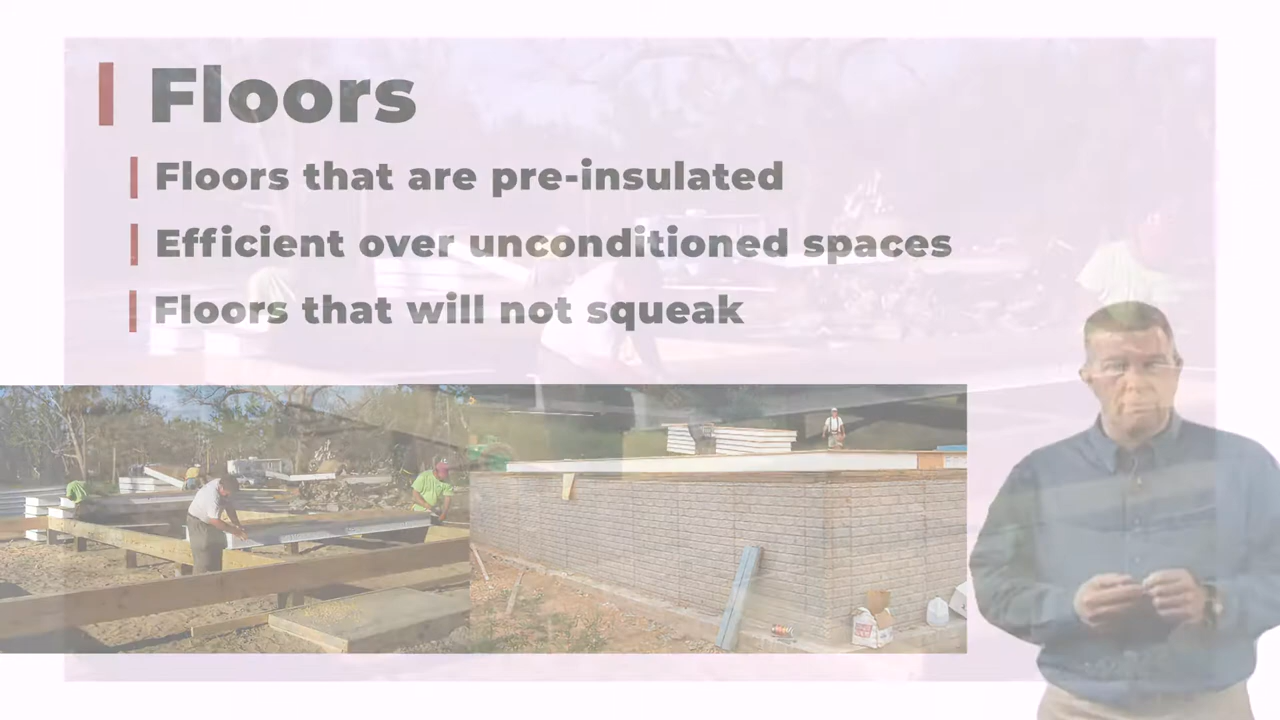 Floors
Floors that are pre-insulated
Efficient over unconditioned spaces
Floors that will not squeak